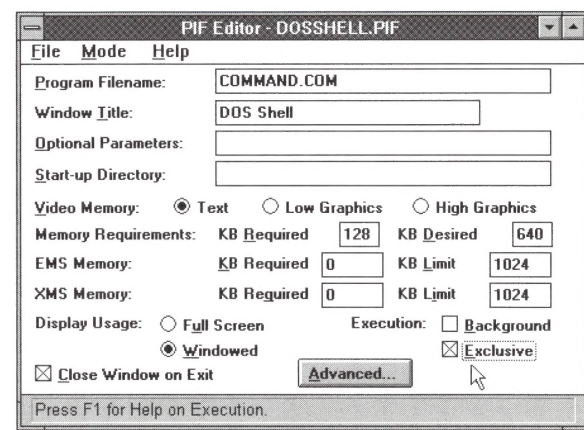 PIF Editor - DOSSHELL.PIF
File Mode Help
Program Filename: COMMAND.COM
Window Title: DOS Shell
Optional Parameters:
Start-up Directory:
Video Memory: Text Low Graphics High Graphics
Memory Requirements: KB Required 128 KB Desired 640
EMS Memory: KB Required 0 KB Limit 1024
XMS Memory: KB Required 0 KB Limit 1024
Display Usage: Full Screen Execution: Background
Windowed Exclusive
Close Window on Exit Advanced...
Press F1 for Help on Execution.